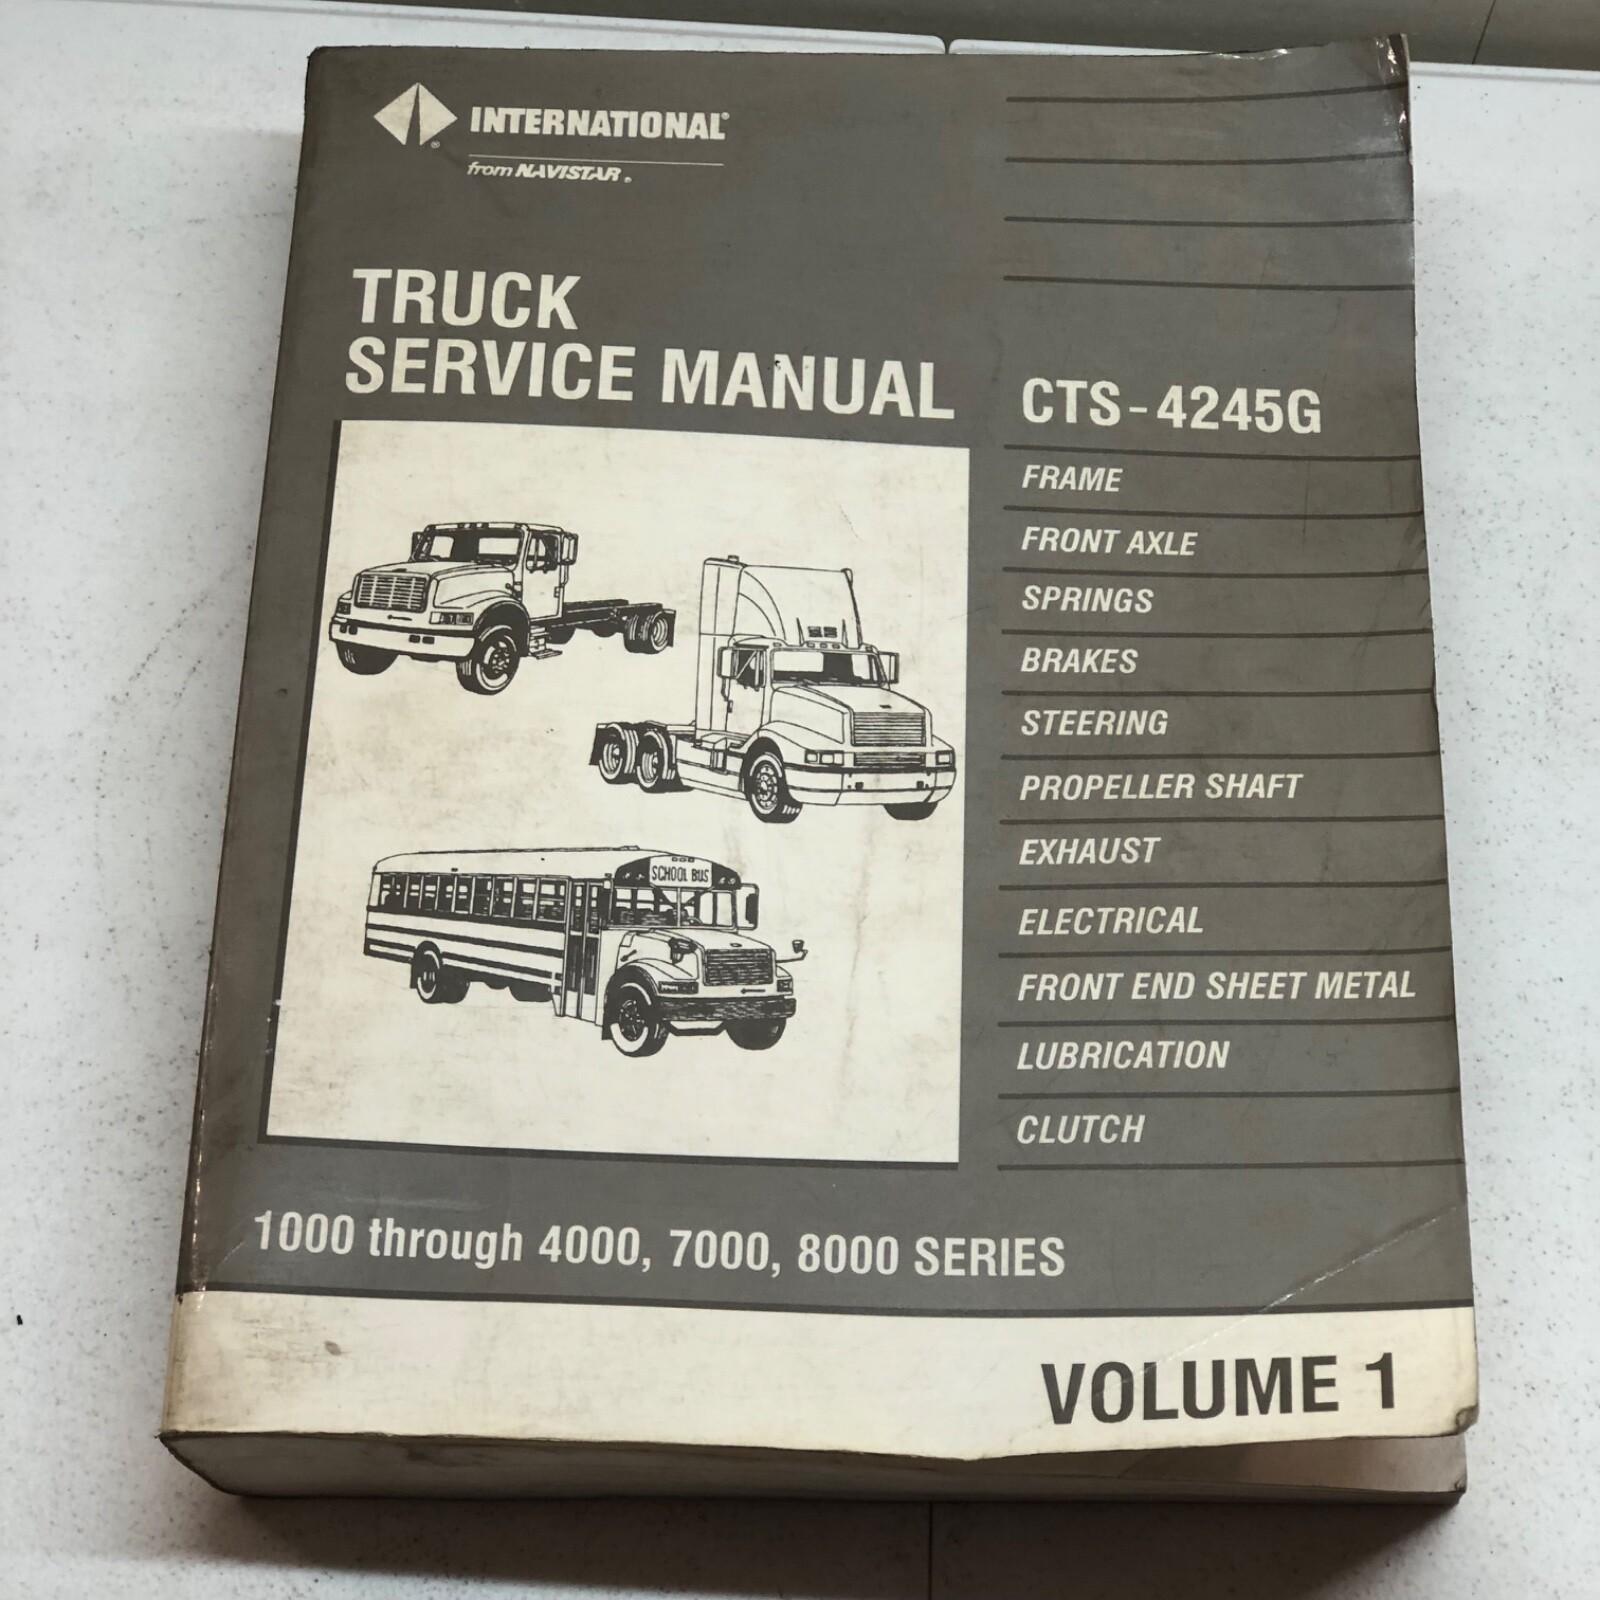 INTERNATIONAL®
from NAVISTAR®
TRUCK
SERVICE MANUAL
CTS-4245G
FRAME
FRONT AXLE
SPRINGS
BRAKES
STEERING
PROPELLER SHAFT
EXHAUST
ELECTRICAL
FRONT END SHEET METAL
LUBRICATION
CLUTCH
SCHOOL BUS
1000 through 4000, 7000, 8000 SERIES
VOLUME 1